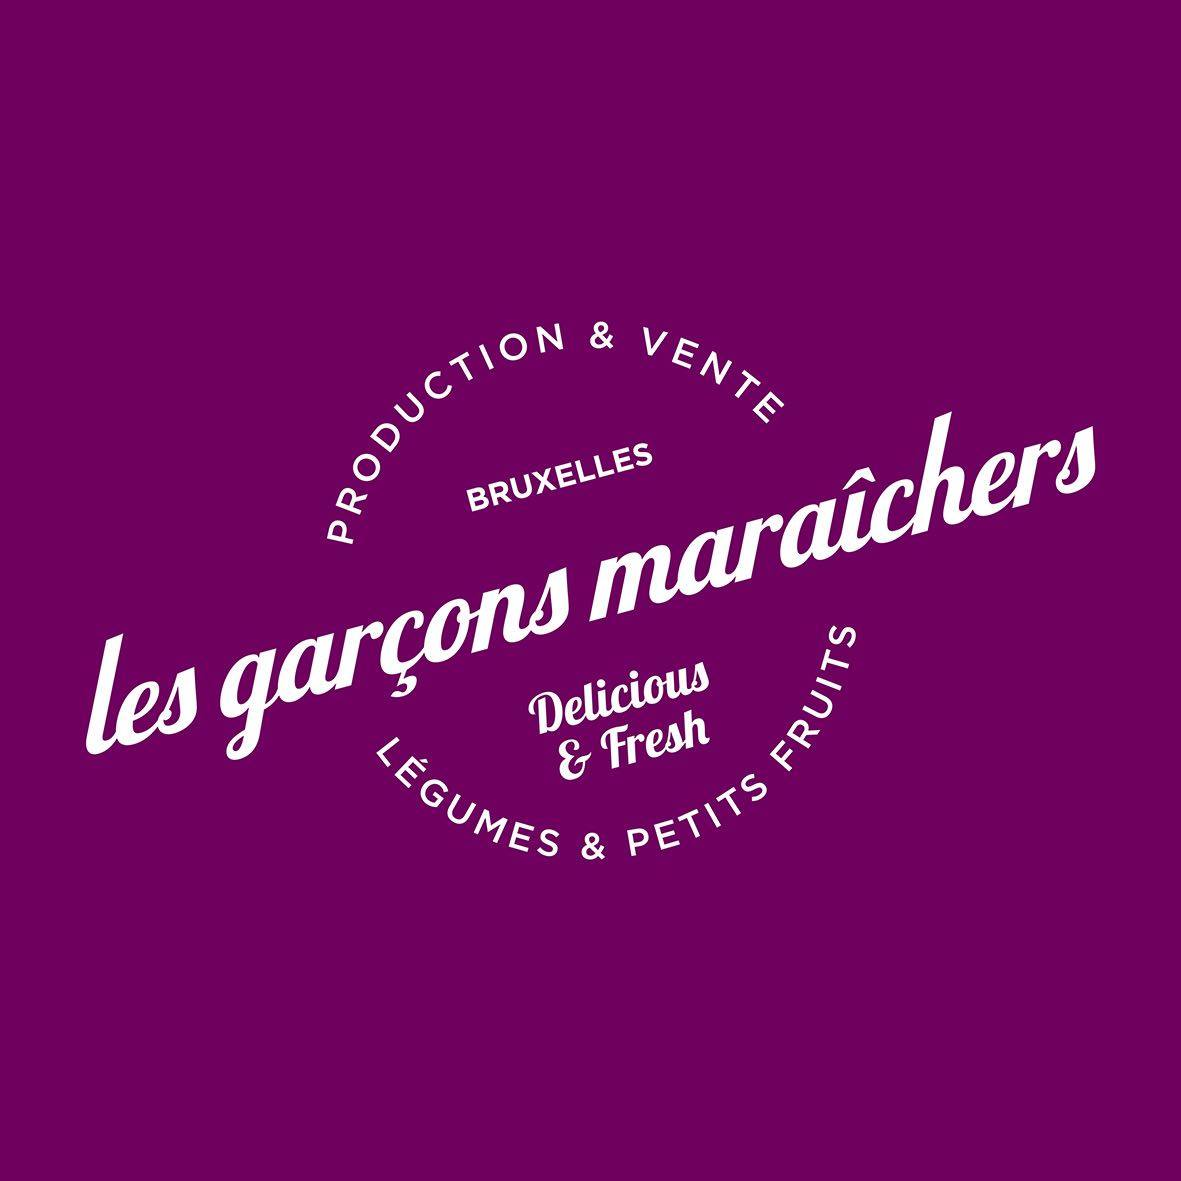 PRODUCTION & VENTE
BRUXELLES
les garçons maraîchers
Delicious
& Fresh
LÉGUMES & PETITS FRUITS